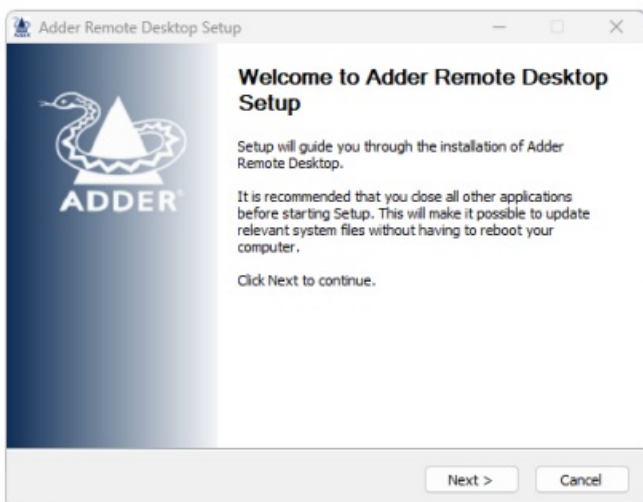 Adder Remote Desktop Setup
Welcome to Adder Remote Desktop
Setup
Setup will guide you through the installation of Adder
Remote Desktop.
It is recommended that you close all other applications
before starting Setup. This will make it possible to update
relevant system files without having to reboot your
computer.
Click Next to continue.
ADDER®
Next >
Cancel